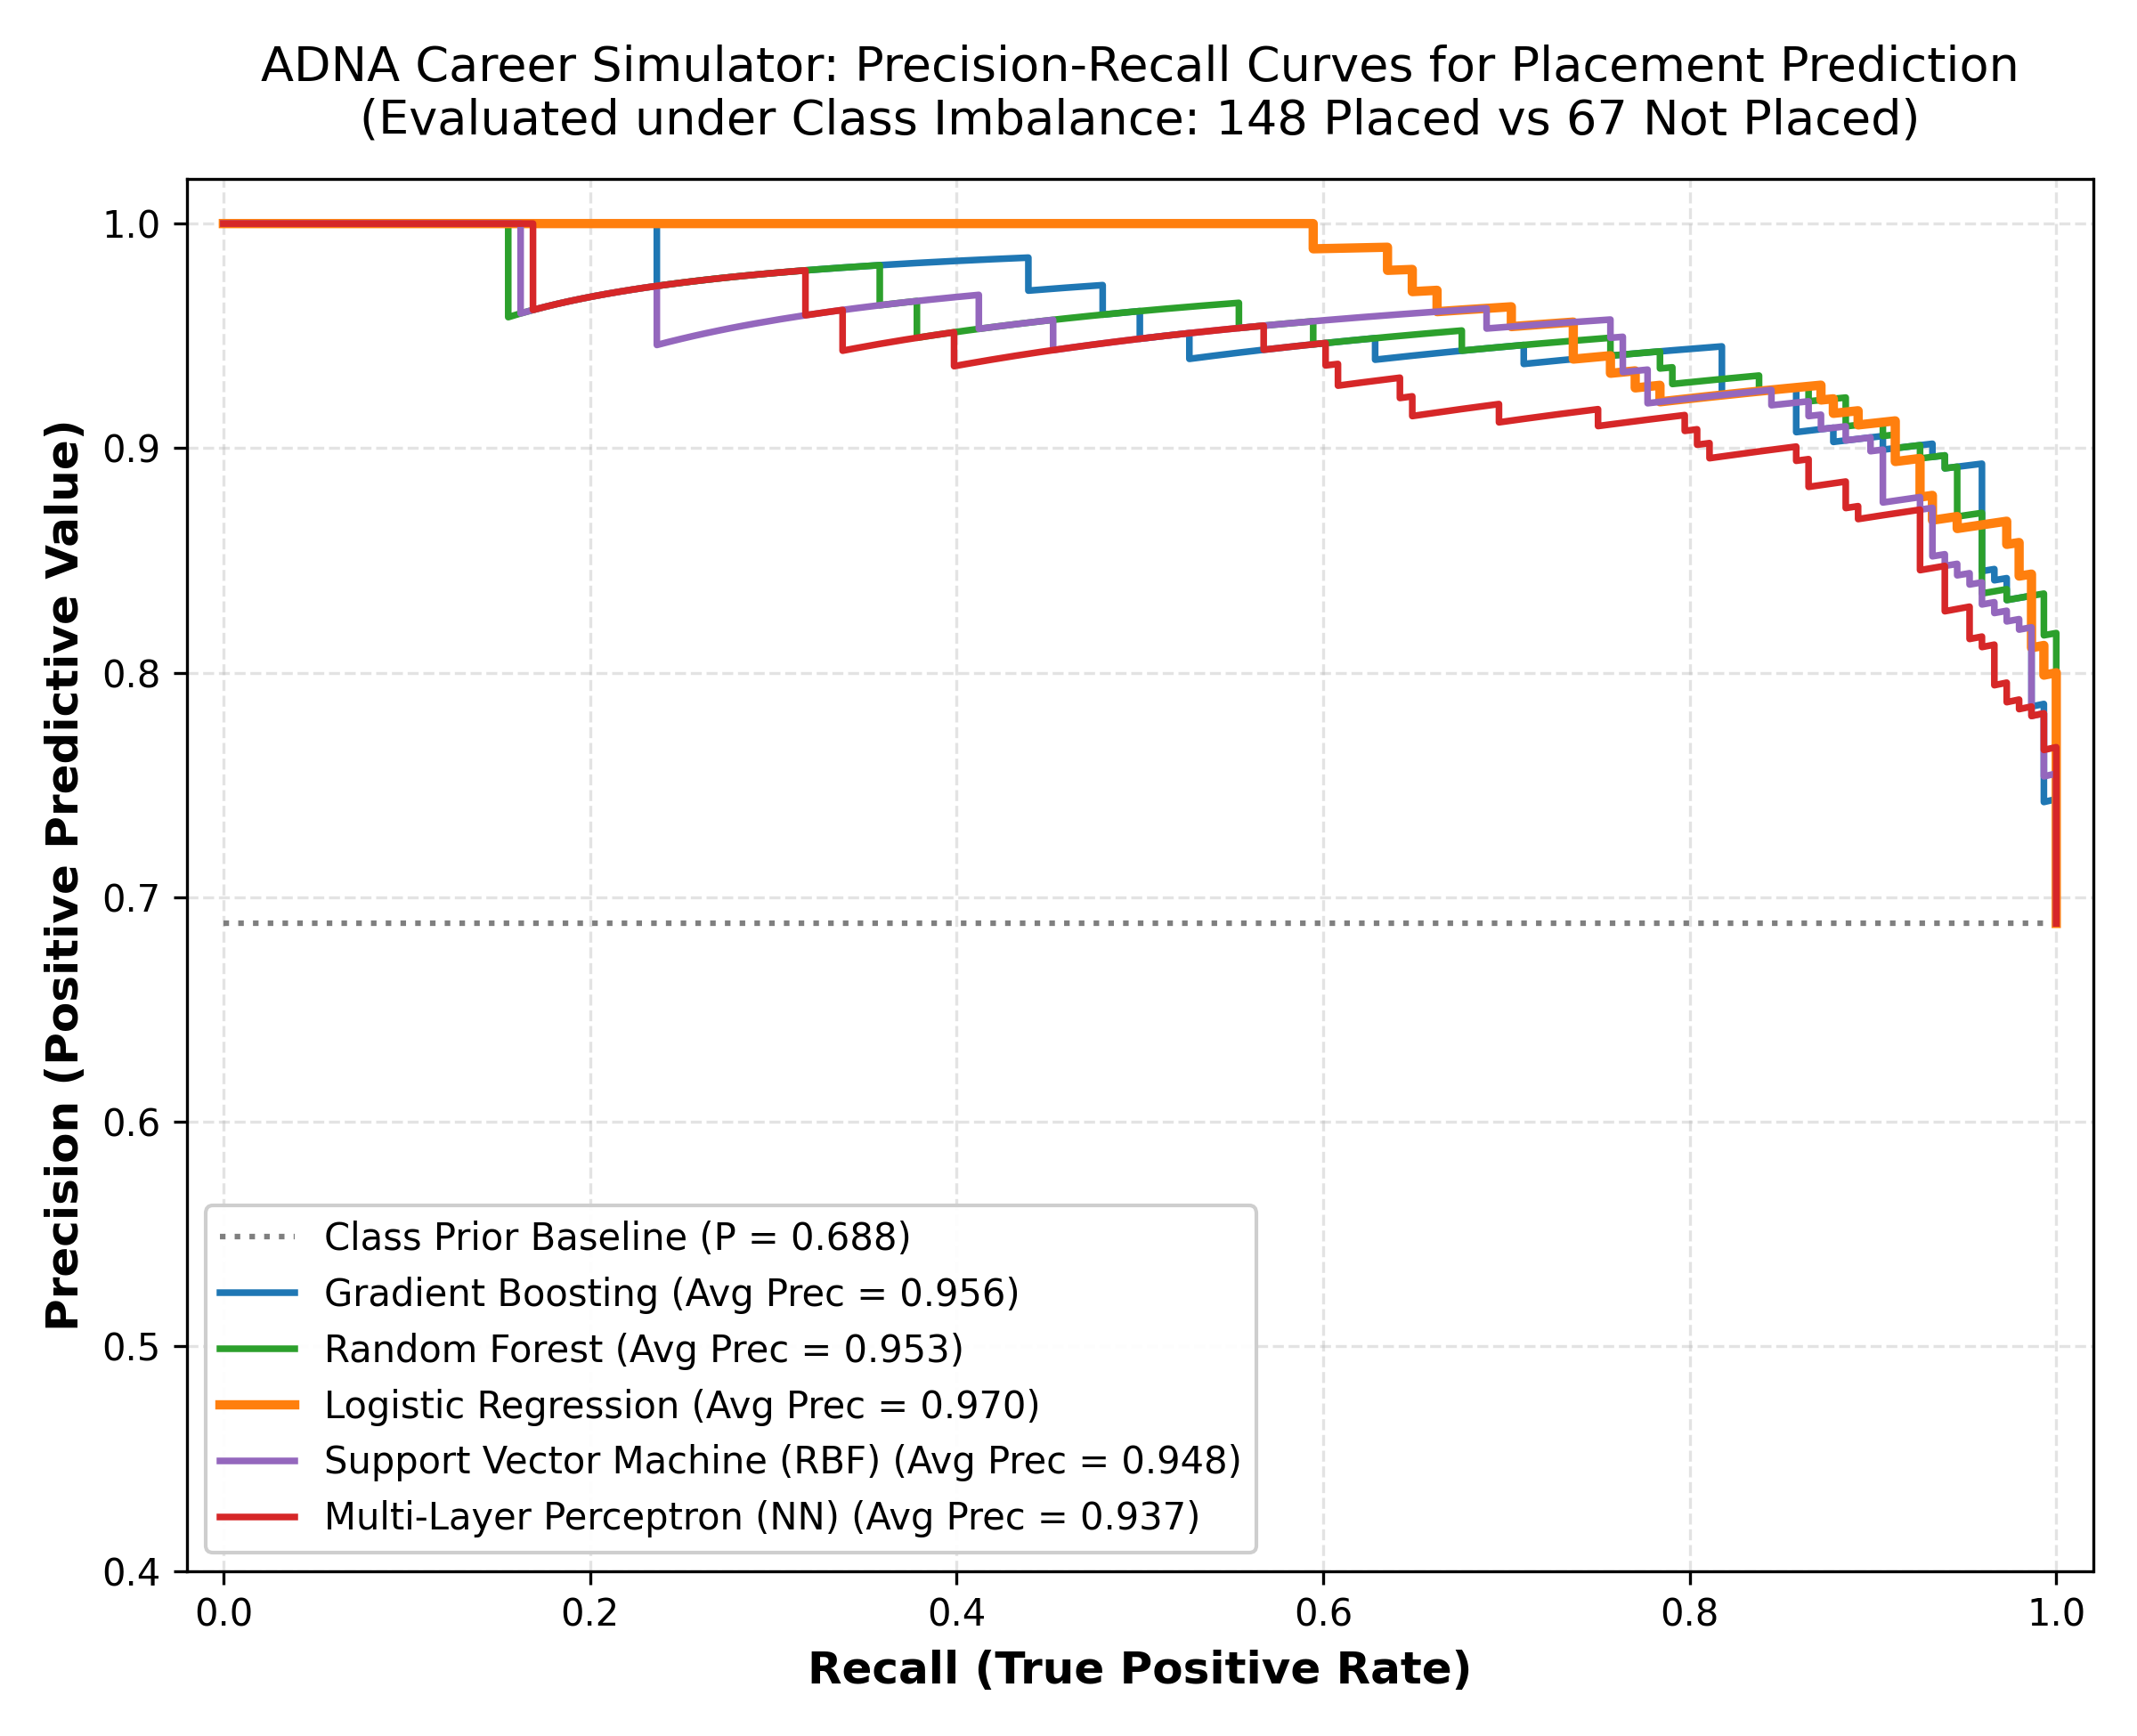 ADNA Career Simulator: Precision-Recall Curves for Placement Prediction
(Evaluated under Class Imbalance: 148 Placed vs 67 Not Placed)
Precision (Positive Predictive Value)
1.0
0.9
0.8
0.7
0.6
0.5
0.4
Class Prior Baseline (P = 0.688)
Gradient Boosting (Avg Prec = 0.956)
Random Forest (Avg Prec = 0.953)
Logistic Regression (Avg Prec = 0.970)
Support Vector Machine (RBF) (Avg Prec = 0.948)
Multi-Layer Perceptron (NN) (Avg Prec = 0.937)
0.0 0.2 0.4 0.6 0.8 1.0
Recall (True Positive Rate)